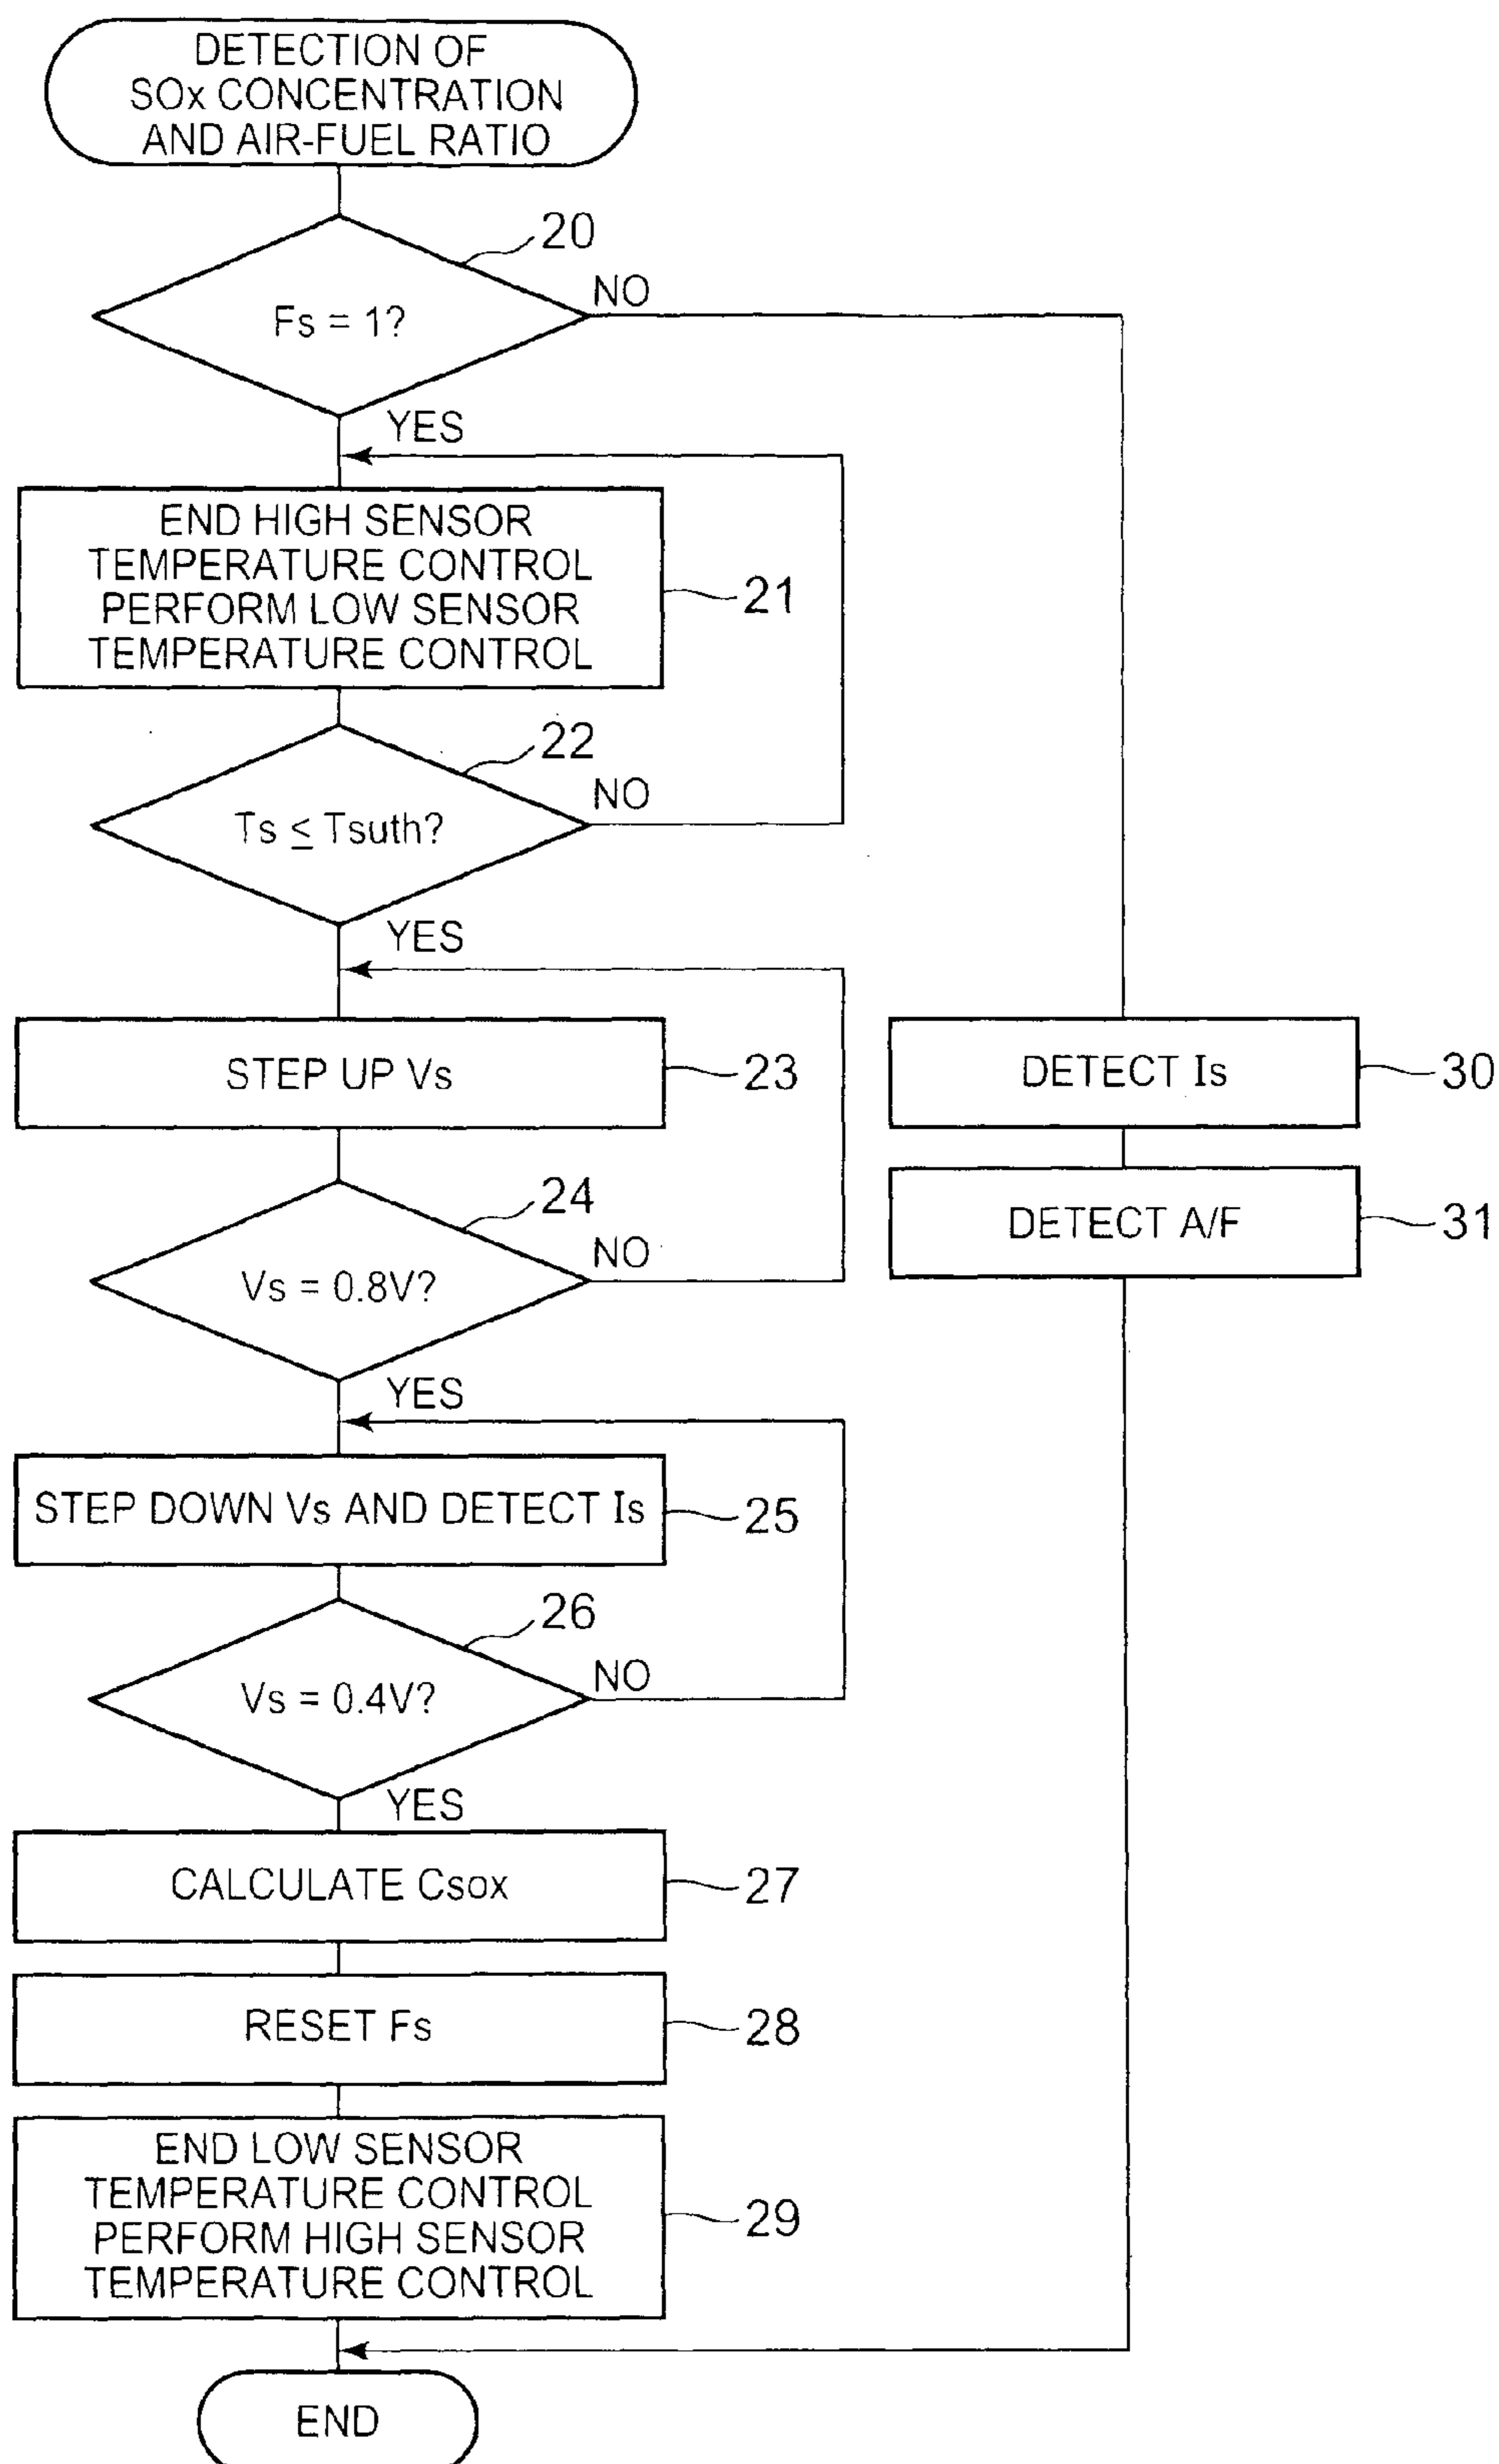 DETECTION OF
SOx CONCENTRATION
AND AIR-FUEL RATIO
20
Fs = 1?
NO
YES
END HIGH SENSOR
TEMPERATURE CONTROL
PERFORM LOW SENSOR
TEMPERATURE CONTROL
21
22
Ts ≤ Tsuth?
NO
YES
STEP UP Vs
23
24
Vs = 0.8V?
NO
YES
STEP DOWN Vs AND DETECT Is
25
26
Vs = 0.4V?
NO
YES
CALCULATE Csox
27
RESET Fs
28
END LOW SENSOR
TEMPERATURE CONTROL
PERFORM HIGH SENSOR
TEMPERATURE CONTROL
29
DETECT Is
30
DETECT A/F
31
END